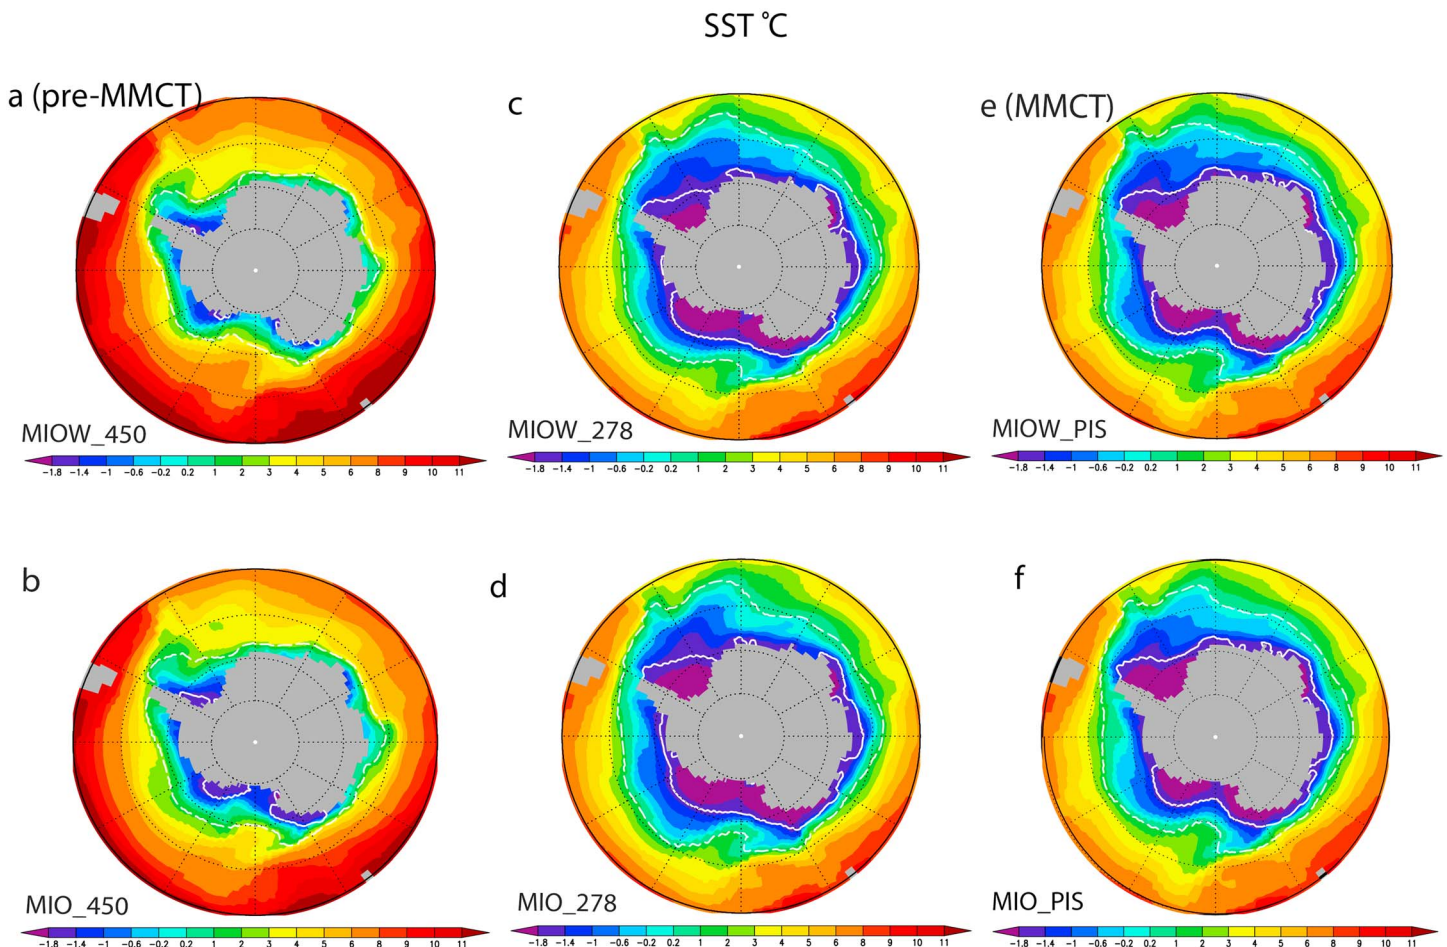 SST °C
a (pre-MMCT)
c
e (MMCT)
MIOW_450
MIOW_278
MIOW_PIS
-1.8 -1.4 -1 -0.6 -0.2 0.2 1 2 3 4 5 6 8 9 10 11
-1.8 -1.4 -1 -0.6 -0.2 0.2 1 2 3 4 5 6 8 9 10 11
-1.8 -1.4 -1 -0.6 -0.2 0.2 1 2 3 4 5 6 8 9 10 11
b
d
f
MIO_450
MIO_278
MIO_PIS
-1.8 -1.4 -1 -0.6 -0.2 0.2 1 2 3 4 5 6 8 9 10 11
-1.8 -1.4 -1 -0.6 -0.2 0.2 1 2 3 4 5 6 8 9 10 11
-1.8 -1.4 -1 -0.6 -0.2 0.2 1 2 3 4 5 6 8 9 10 11